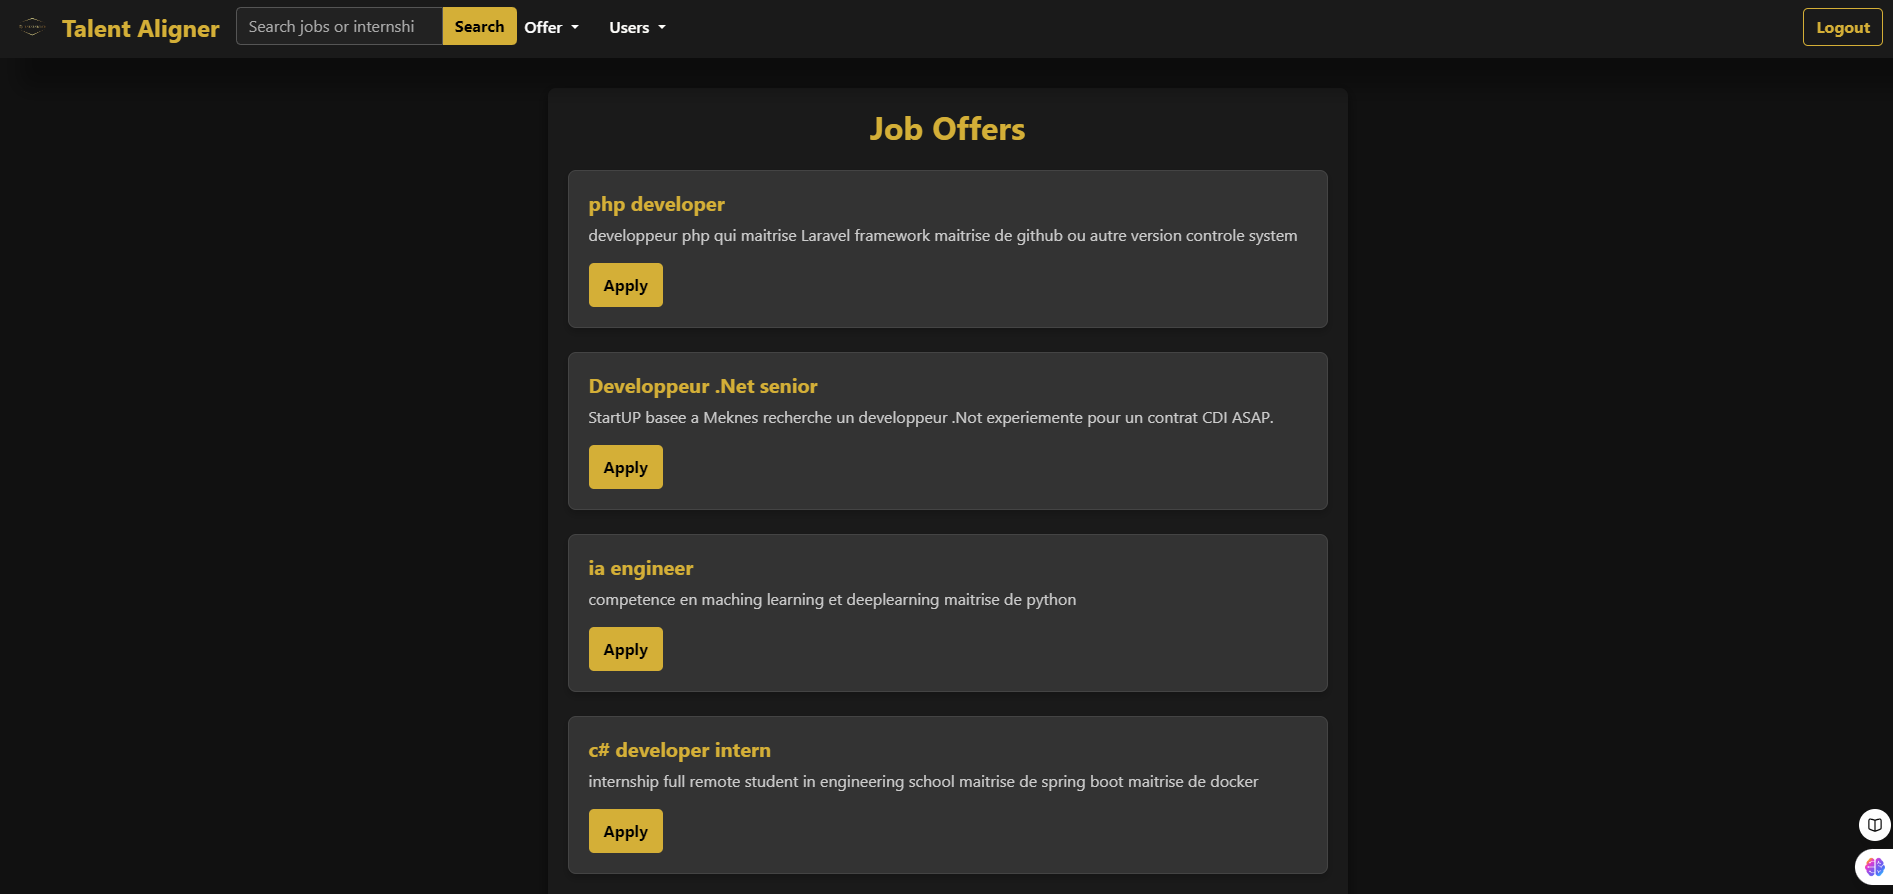 Talent Aligner
Search jobs or internshi
Search
Offer
Users
Logout
Job Offers
php developer
developpeur php qui maitrise Laravel framework maitrise de github ou autre version controle system
Apply
Developpeur .Net senior
StartUP basee a Meknes recherche un developpeur .Not experiemente pour un contrat CDI ASAP.
Apply
ia engineer
competence en maching learning et deeplearning maitrise de python
Apply
c# developer intern
internship full remote student in engineering school maitrise de spring boot maitrise de docker
Apply